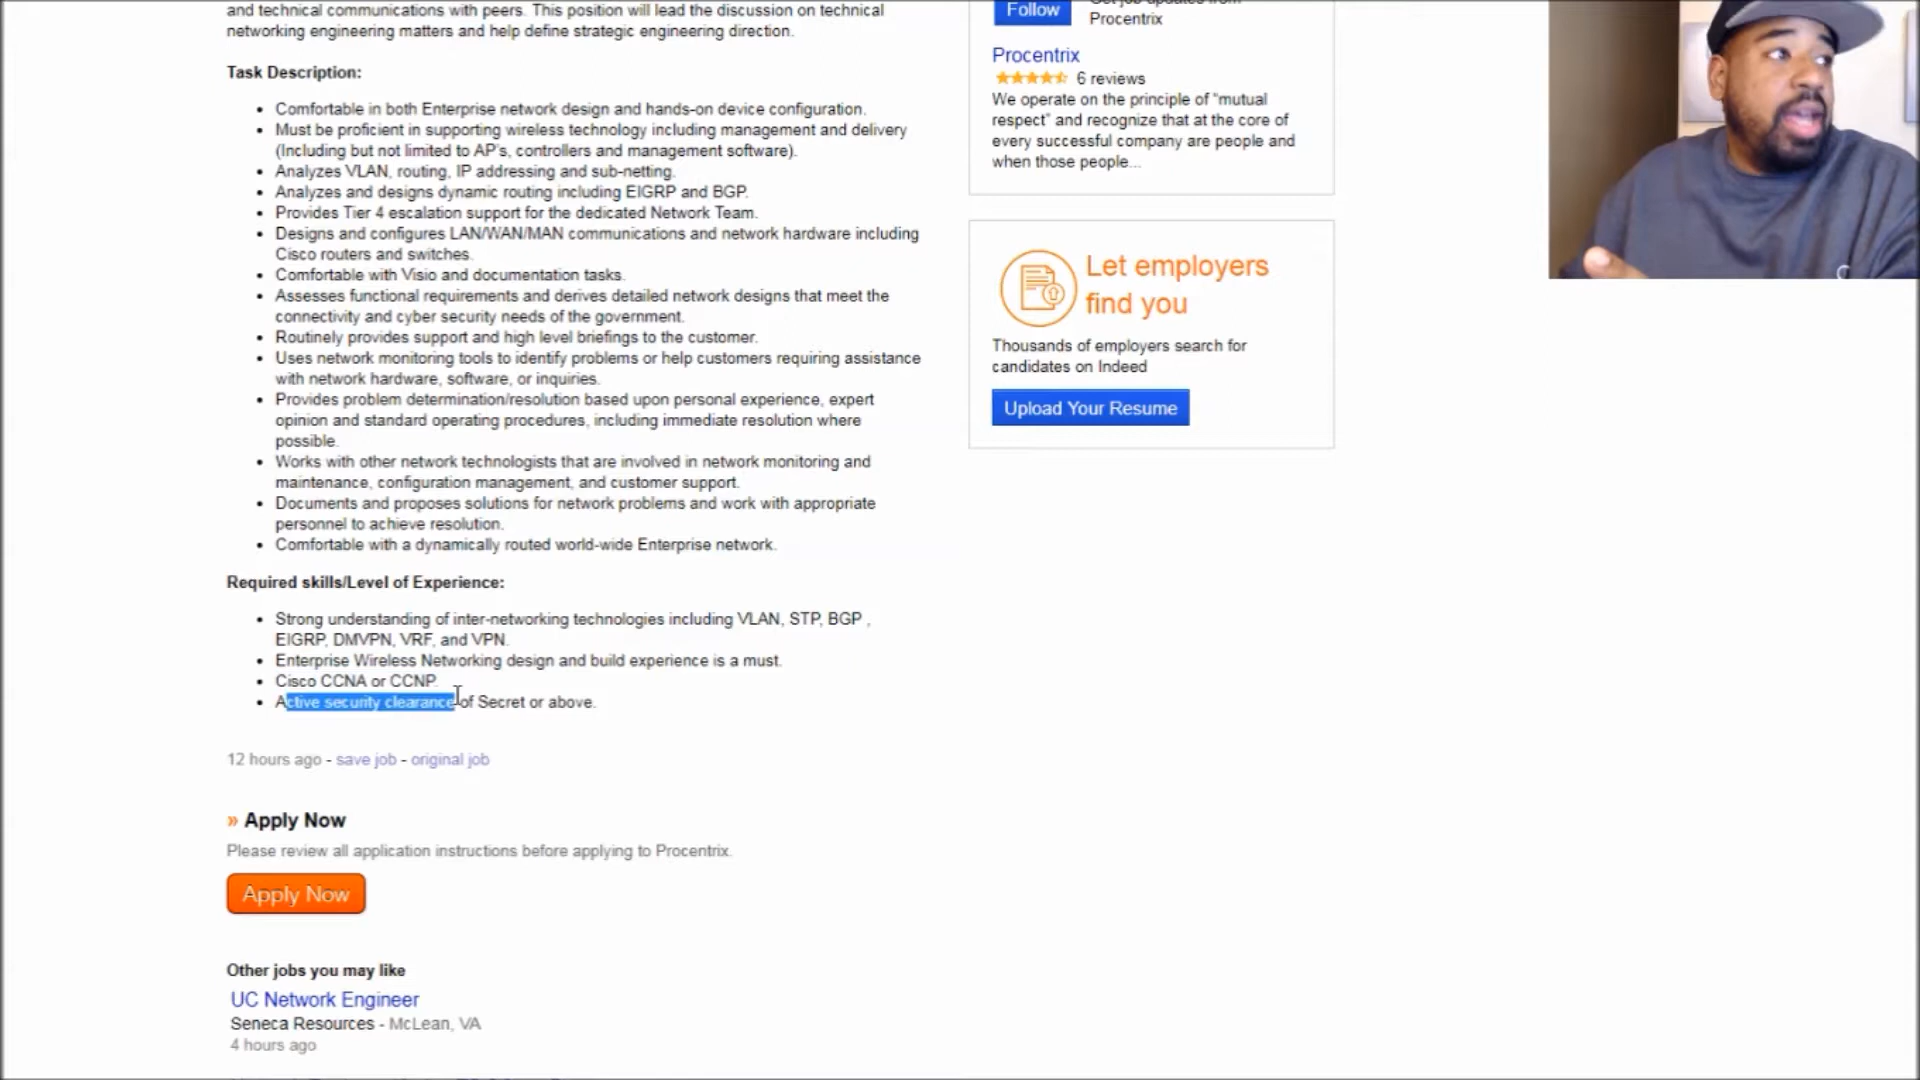 and technical communications with peers. This position will lead the discussion on technical
networking engineering matters and help define strategic engineering direction.
Task Description:
• Comfortable in both Enterprise network design and hands-on device configuration.
• Must be proficient in supporting wireless technology including management and delivery
(Including but not limited to AP's, controllers and management software).
• Analyzes VLAN, routing, IP addressing and sub-netting.
• Analyzes and designs dynamic routing including EIGRP and BGP.
• Provides Tier 4 escalation support for the dedicated Network Team.
• Designs and configures LAN/WAN/MAN communications and network hardware including
Cisco routers and switches.
• Comfortable with Visio and documentation tasks.
• Assesses functional requirements and derives detailed network designs that meet the
connectivity and cyber security needs of the government.
• Routinely provides support and high level briefings to the customer.
• Uses network monitoring tools to identify problems or help customers requiring assistance
with network hardware, software, or inquiries.
• Provides problem determination/resolution based upon personal experience, expert
opinion and standard operating procedures, including immediate resolution where
possible.
• Works with other network technologists that are involved in network monitoring and
maintenance, configuration management, and customer support.
• Documents and proposes solutions for network problems and work with appropriate
personnel to achieve resolution.
• Comfortable with a dynamically routed world-wide Enterprise network.
Required skills/Level of Experience:
• Strong understanding of inter-networking technologies including VLAN, STP, BGP ,
EIGRP, DMVPN, VRF, and VPN.
• Enterprise Wireless Networking design and build experience is a must.
• Cisco CCNA or CCNP.
• Active security clearance of Secret or above.
12 hours ago - save job - original job
» Apply Now
Please review all application instructions before applying to Procentrix.
Apply Now
Other jobs you may like
UC Network Engineer
Seneca Resources - McLean, VA
4 hours ago
Follow
Get job updates from
Procentrix
Procentrix
6 reviews
We operate on the principle of “mutual
respect” and recognize that at the core of
every successful company are people and
when those people...
Let employers
find you
Thousands of employers search for
candidates on Indeed
Upload Your Resume